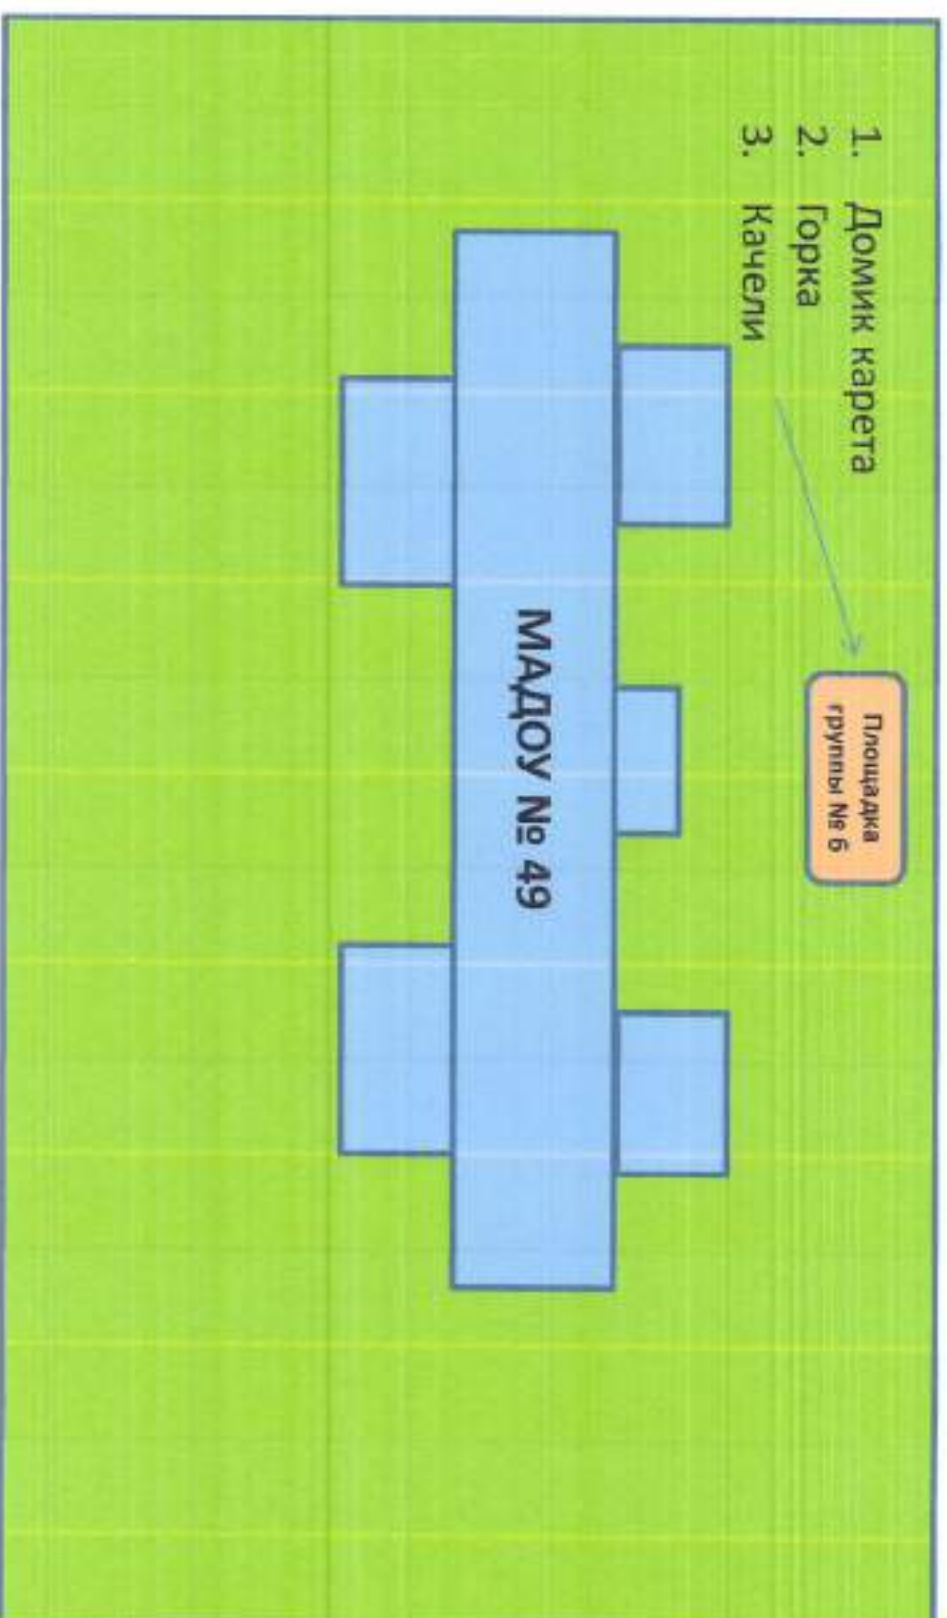 1. Домик карета
2. Горка
3. Качели
Площадка
группы № 6
МАДОУ № 49